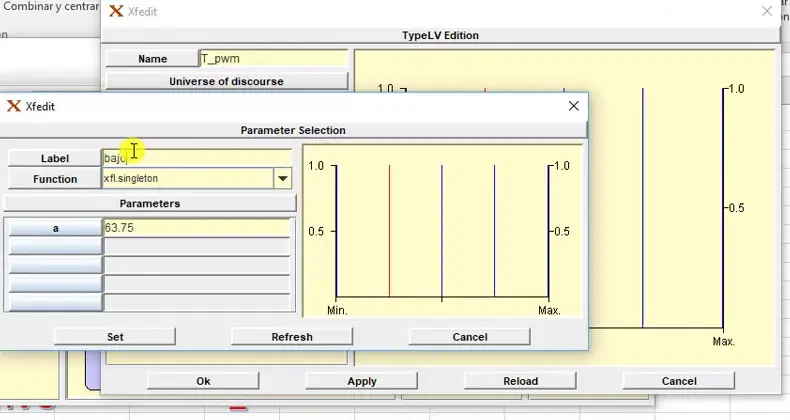 Combinar y centrar
Xfedit
TypeLV Edition
Name
T_pwm
Universe of discourse
1.0
1.0
0.5
Max.
Xfedit
Parameter Selection
Label
bajo
Function
xfl.singleton
Parameters
a
63.75
1.0
1.0
0.5
0.5
Min.
Max.
Set
Refresh
Cancel
Ok
Apply
Reload
Cancel